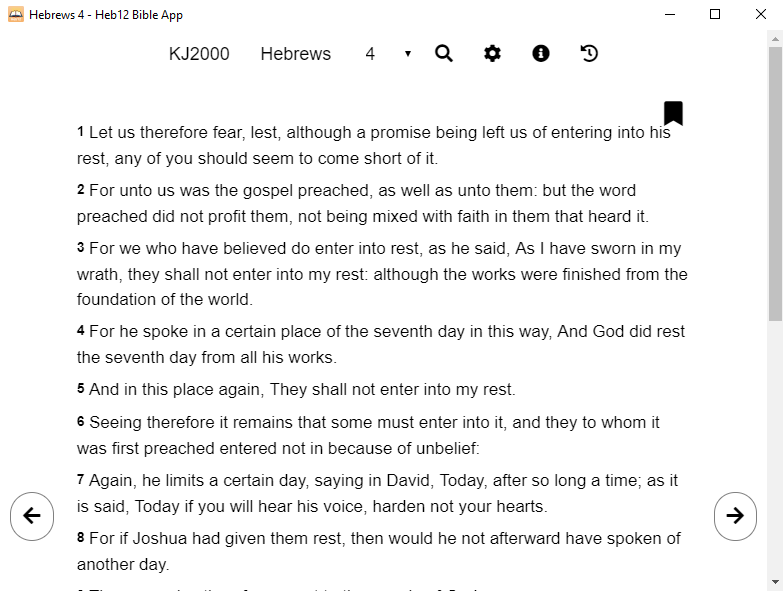 Hebrews 4 - Heb12 Bible App
KJ2000 Hebrews 4
1 Let us therefore fear, lest, although a promise being left us of entering into his
rest, any of you should seem to come short of it.
2 For unto us was the gospel preached, as well as unto them: but the word
preached did not profit them, not being mixed with faith in them that heard it.
3 For we who have believed do enter into rest, as he said, As I have sworn in my
wrath, they shall not enter into my rest: although the works were finished from the
foundation of the world.
4 For he spoke in a certain place of the seventh day in this way, And God did rest
the seventh day from all his works.
5 And in this place again, They shall not enter into my rest.
6 Seeing therefore it remains that some must enter into it, and they to whom it
was first preached entered not in because of unbelief:
7 Again, he limits a certain day, saying in David, Today, after so long a time; as it
is said, Today if you will hear his voice, harden not your hearts.
8 For if Joshua had given them rest, then would he not afterward have spoken of
another day.